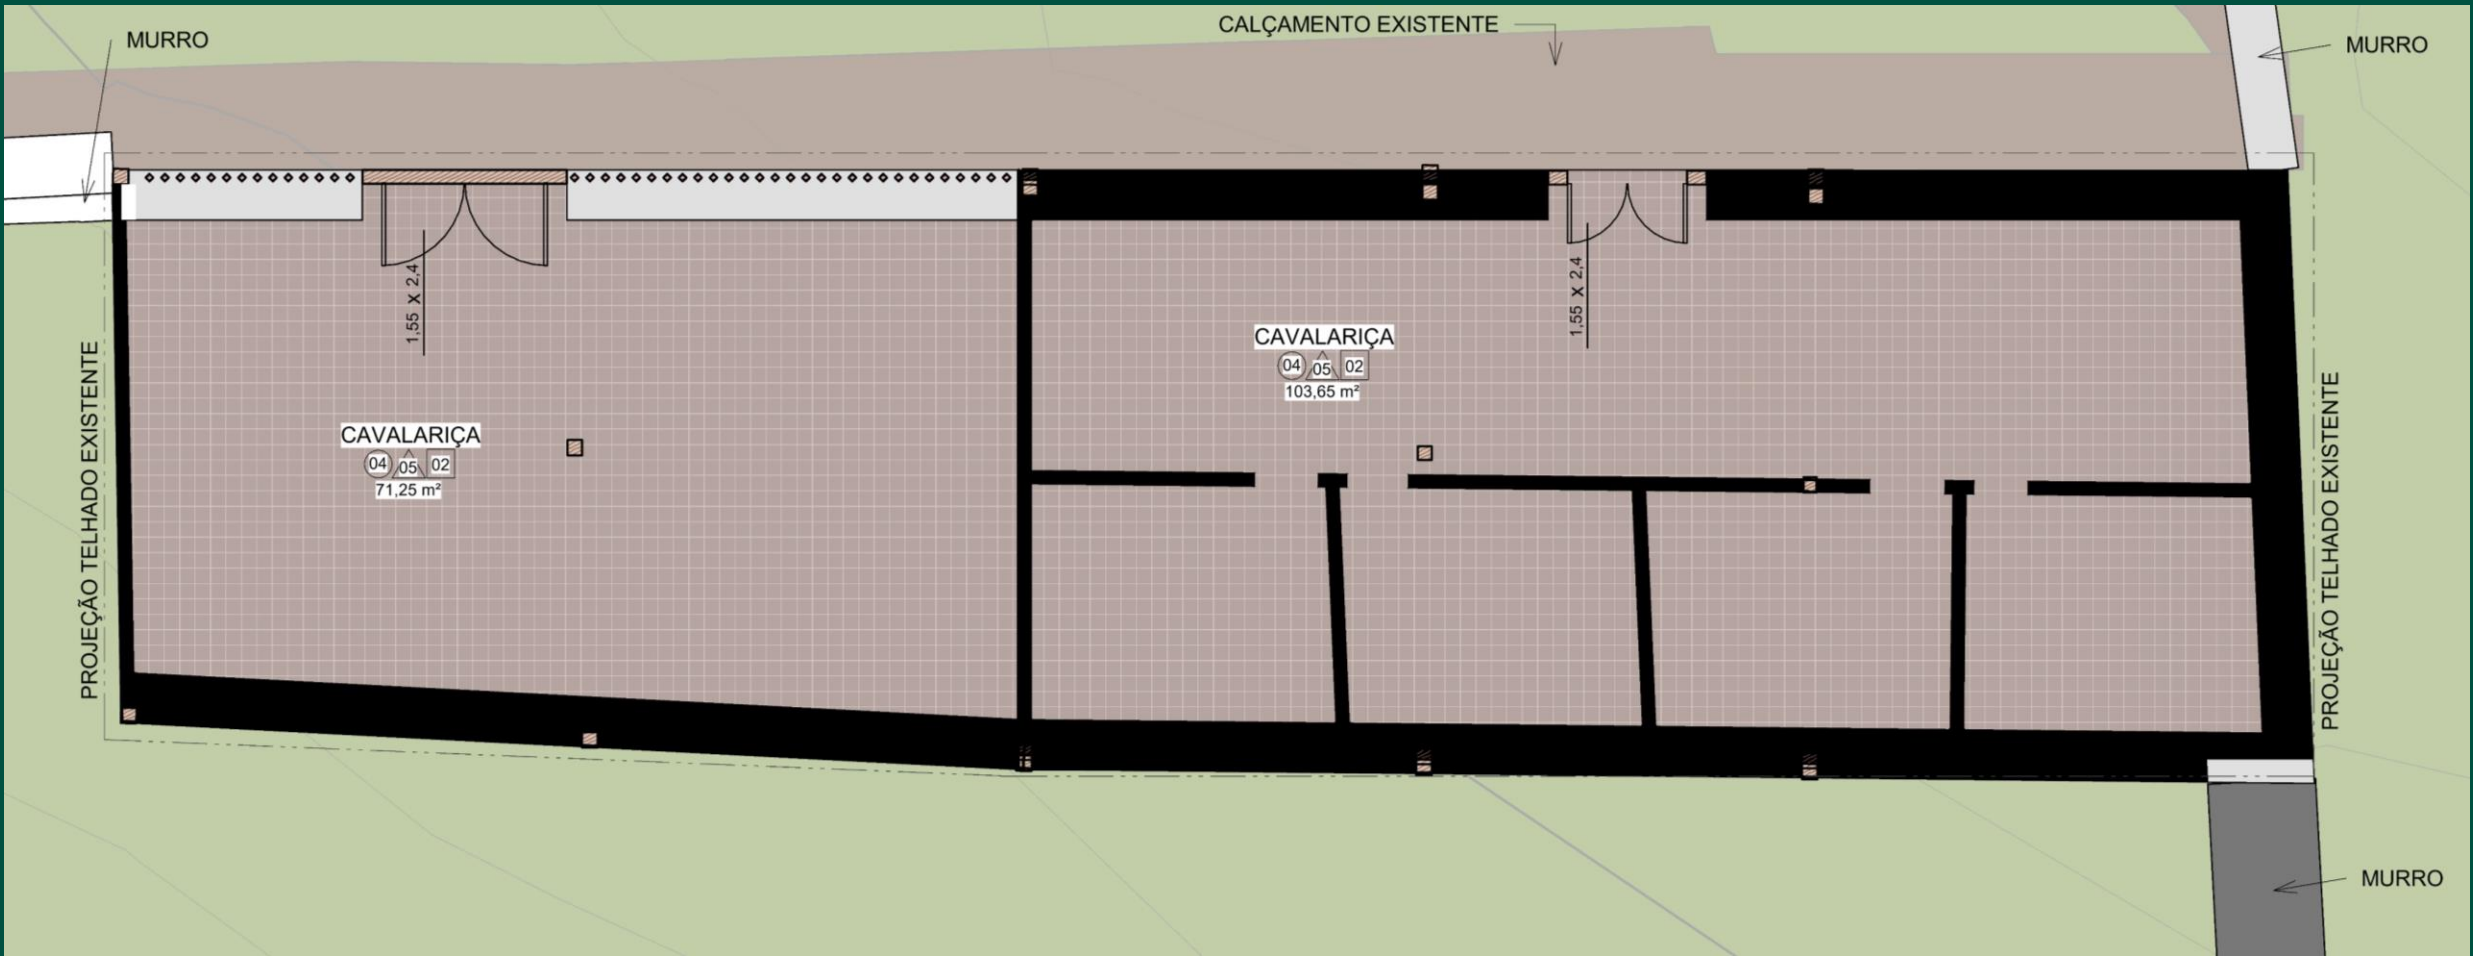 MURRO
CALÇAMENTO EXISTENTE
MURRO
1,55 x 2,4
1,55 x 2,4
CAVALARIÇA
04 05 02
103,65 m²
CAVALARIÇA
04 05 02
71,25 m²
PROJEÇÃO TELHADO EXISTENTE
PROJEÇÃO TELHADO EXISTENTE
MURRO